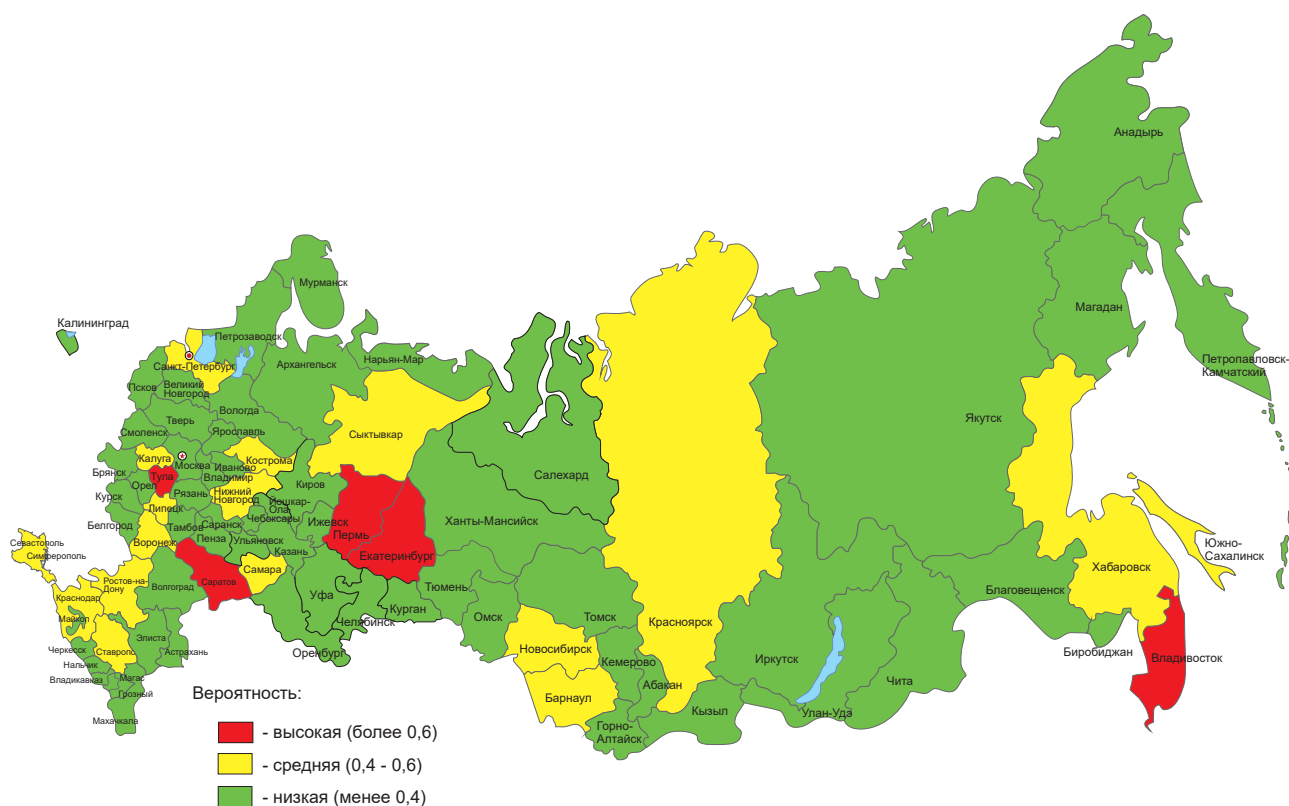 Анадырь
Мурманск
Магадан
Калининград
Петрозаводск
Архангельск
Нарьян-Мар
Санкт-Петербург
Петропавловск-
Камчатский
Псков
Великий
Новгород
Вологда
Тверь
Якутск
Смоленск
Ярославль
Сыктывкар
Калуга
Москва
Иваново
Кострома
Брянск
Тула
Владимир
Салехард
Орел
Рязань
Нижний
Новгород
Киров
Курск
Липецк
Йошкар-
Ола
Белгород
Тамбов
Саранск
Чебоксары
Ижевск
Ханты-Мансийск
Пермь
Воронеж
Пенза
Ульяновск
Казань
Екатеринбург
Севастополь
Симферополь
Южно-
Сахалинск
Хабаровск
Самара
Ростов-на-
Дону
Волгоград
Саратов
Уфа
Тюмень
Благовещенск
Краснодар
Курган
Омск
Томск
Майкоп
Челябинск
Красноярск
Элиста
Черкесск
Ставропс
Астрахань
Оренбург
Новосибирск
Биробиджан
Владивосток
Нальчик
Кемерово
Иркутск
Владикавказ
Магас
Грозный
Барнаул
Абакан
Чита
Махачкала
Горно-
Алтайск
Кызыл
Улан-Удэ
Вероятность:
- высокая (более 0,6)
- средняя (0,4 - 0,6)
- низкая (менее 0,4)